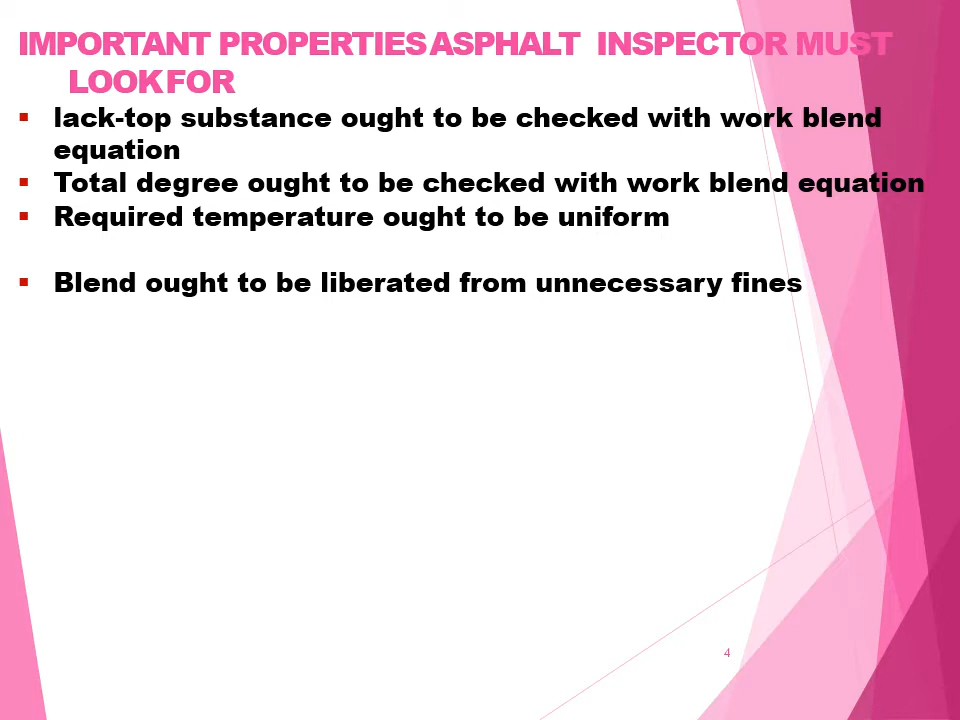 IMPORTANT PROPERTIES ASPHALT INSPECTOR MUST
LOOK FOR
▪ lack-top substance ought to be checked with work blend
equation
▪ Total degree ought to be checked with work blend equation
▪ Required temperature ought to be uniform
▪ Blend ought to be liberated from unnecessary fines
4